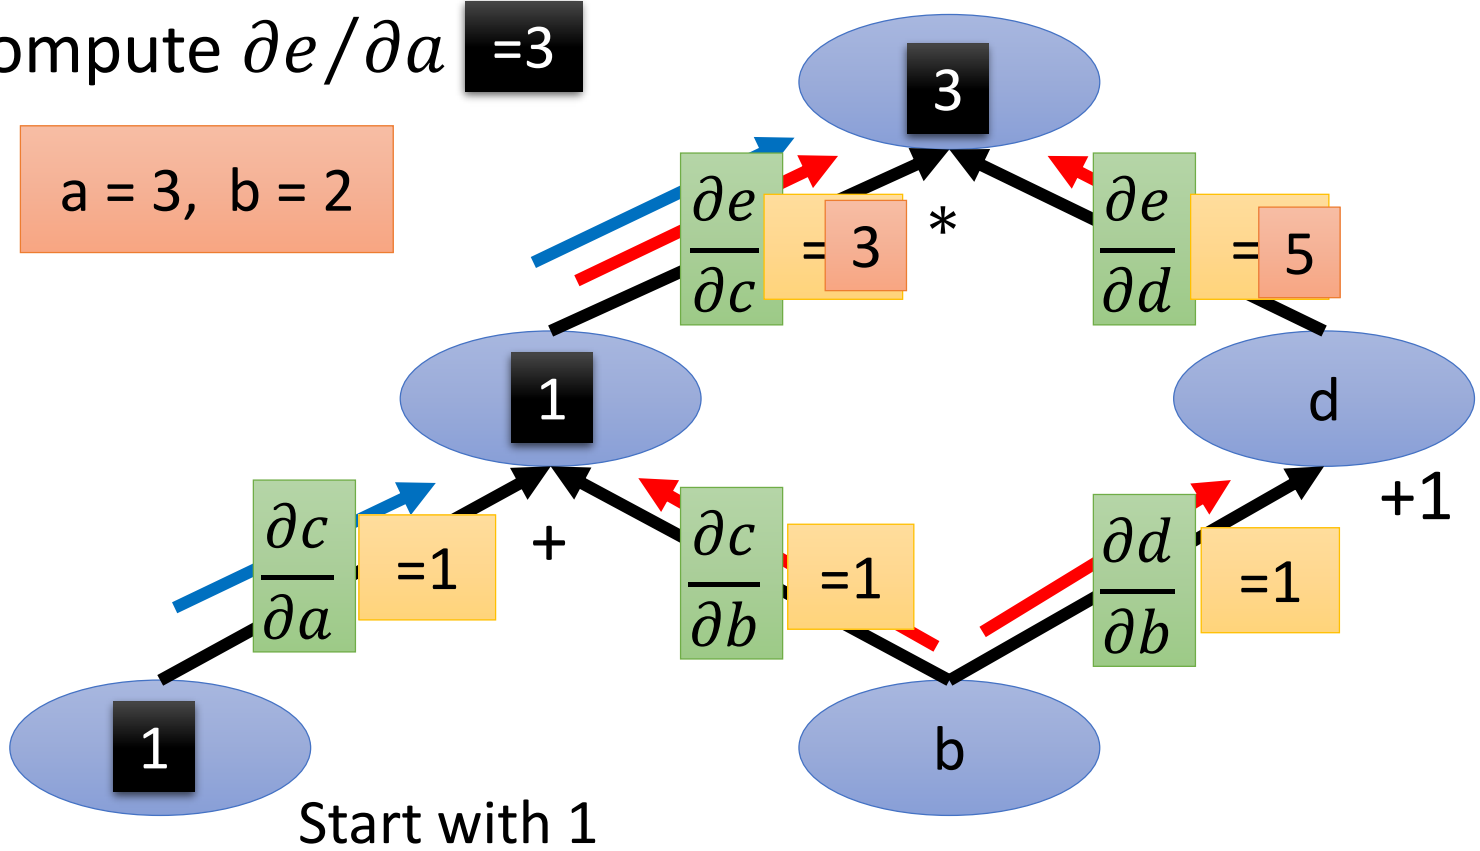 ompute ∂e/∂a =3
a = 3, b = 2
3
∂e/∂c
= 3
*
∂e/∂d
= 5
1
d
+1
∂c/∂a
=1
+
∂c/∂b
=1
∂d/∂b
=1
1
b
Start with 1